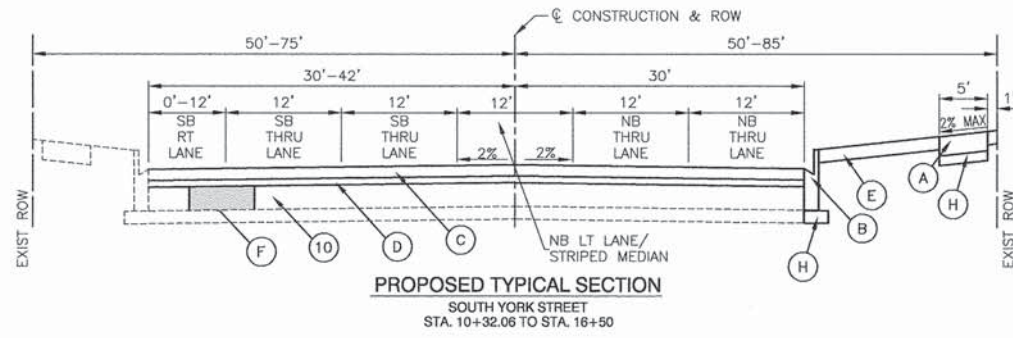 ℄ CONSTRUCTION & ROW
50'-75'
50'-85'
30'-42'
30'
5'
1'
0'-12'
12'
12'
12'
12'
12'
2% MAX
SB
RT
LANE
SB
THRU
LANE
SB
THRU
LANE
NB
THRU
LANE
NB
THRU
LANE
2%
2%
EXIST ROW
EXIST ROW
A
H
E
B
F
10
D
C
H
NB LT LANE/
STRIPED MEDIAN
PROPOSED TYPICAL SECTION
SOUTH YORK STREET
STA. 10+32.06 TO STA. 16+50